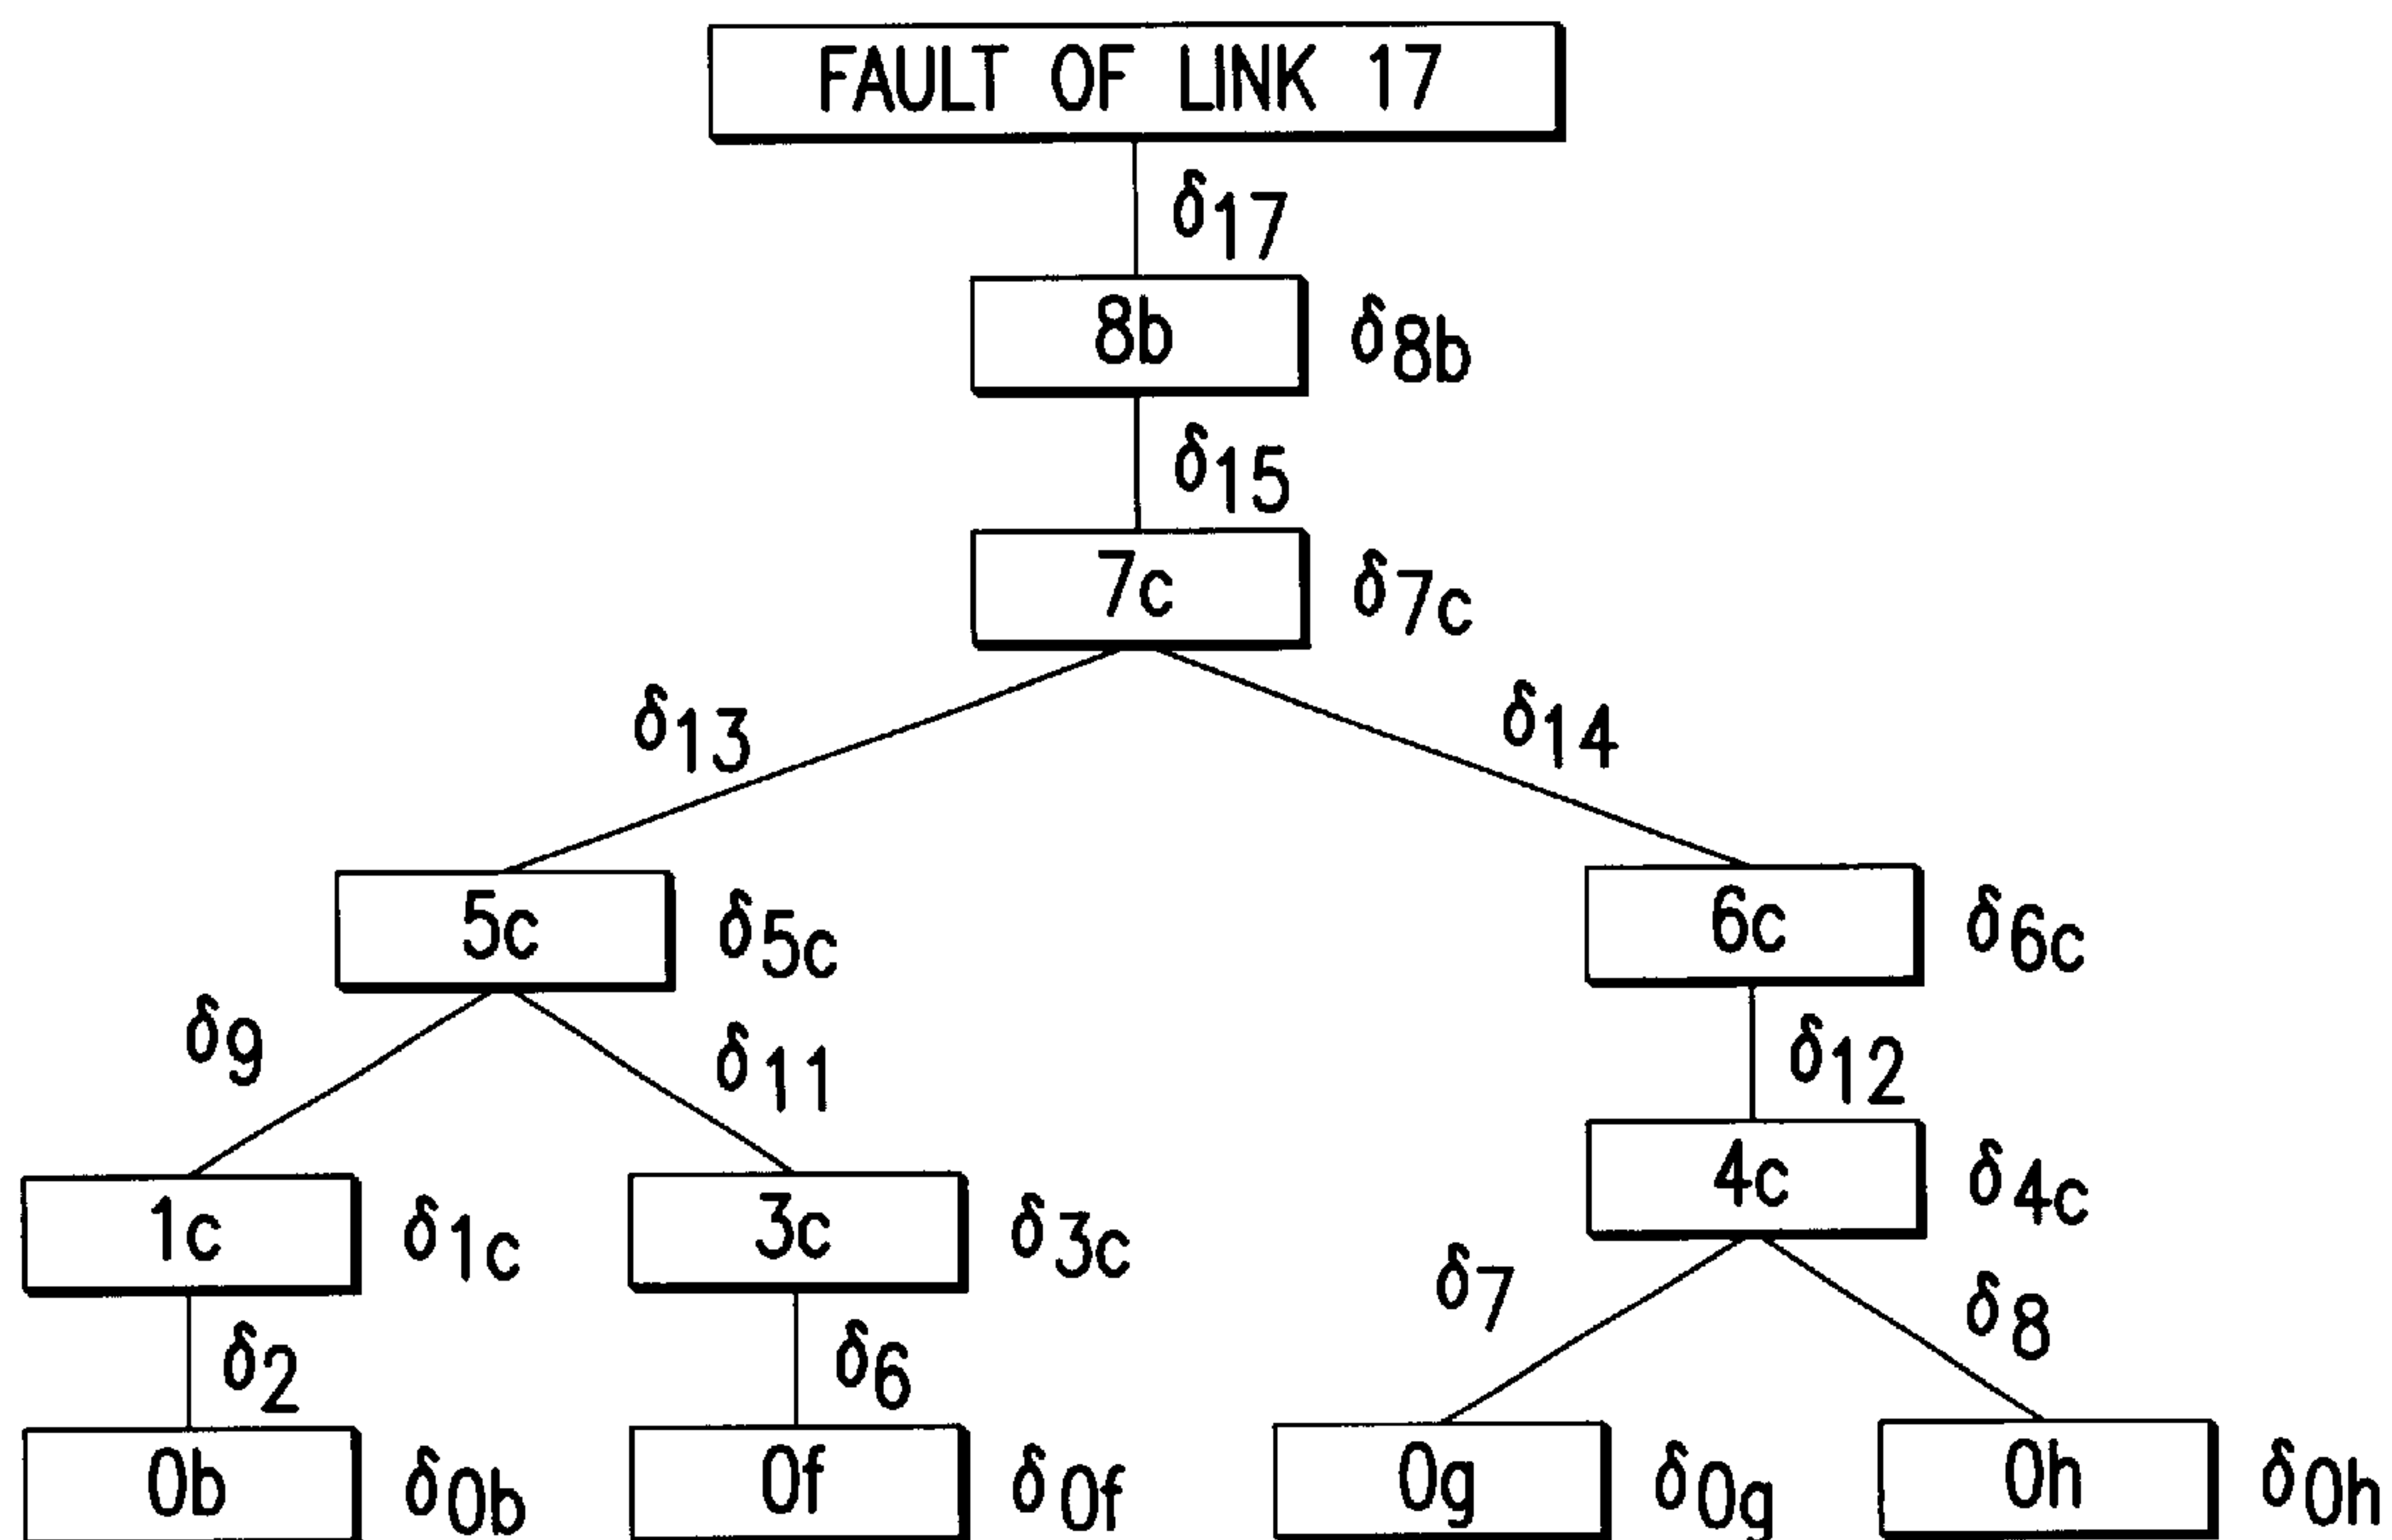 FAULT OF LINK 17
δ17
8b δ8b
δ15
7c δ7c
δ13 δ14
5c δ5c 6c δ6c
δ9 δ11 δ12
1c δ1c 3c δ3c 4c δ4c
δ2 δ6 δ7 δ8
0b δ0b 0f δ0f 0g δ0g 0h δ0h